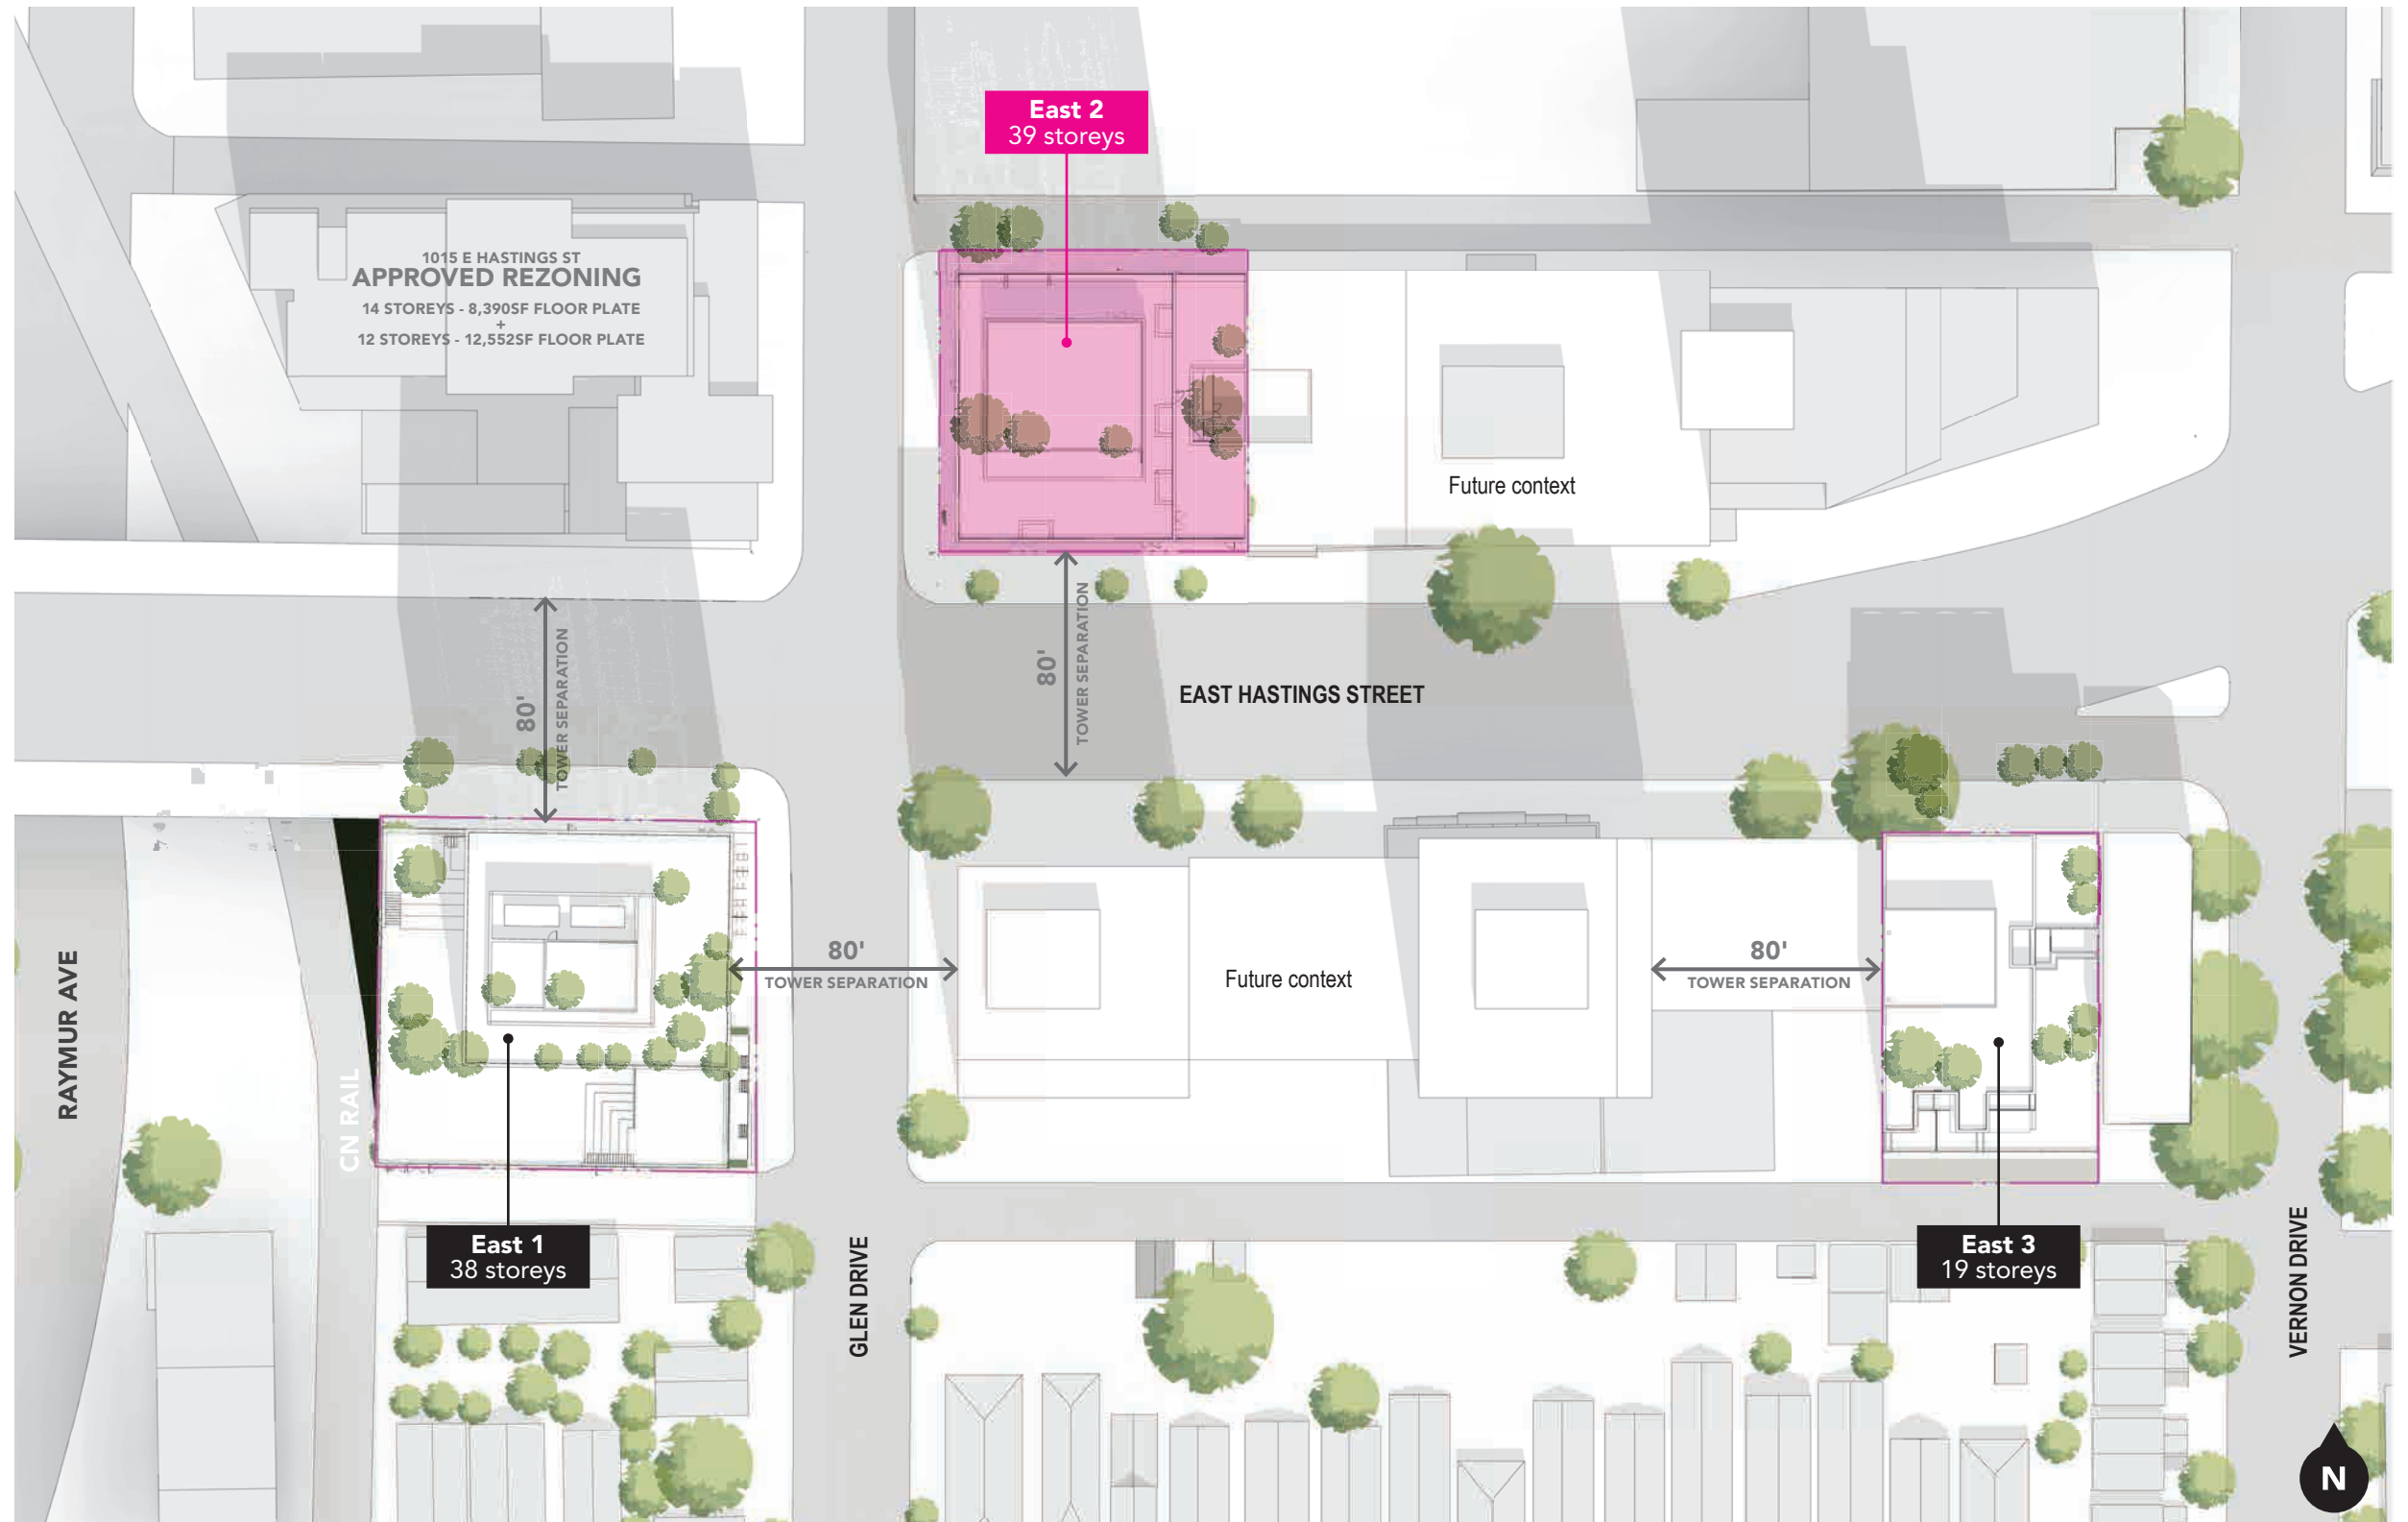 East 2
39 storeys
1015 E HASTINGS ST
APPROVED REZONING
14 STOREYS - 8,390SF FLOOR PLATE
+
12 STOREYS - 12,552SF FLOOR PLATE
Future context
80'
TOWER SEPARATION
80'
TOWER SEPARATION
EAST HASTINGS STREET
80'
TOWER SEPARATION
Future context
80'
TOWER SEPARATION
RAYMUR AVE
CN RAIL
East 1
38 storeys
GLEN DRIVE
East 3
19 storeys
VERNON DRIVE
N